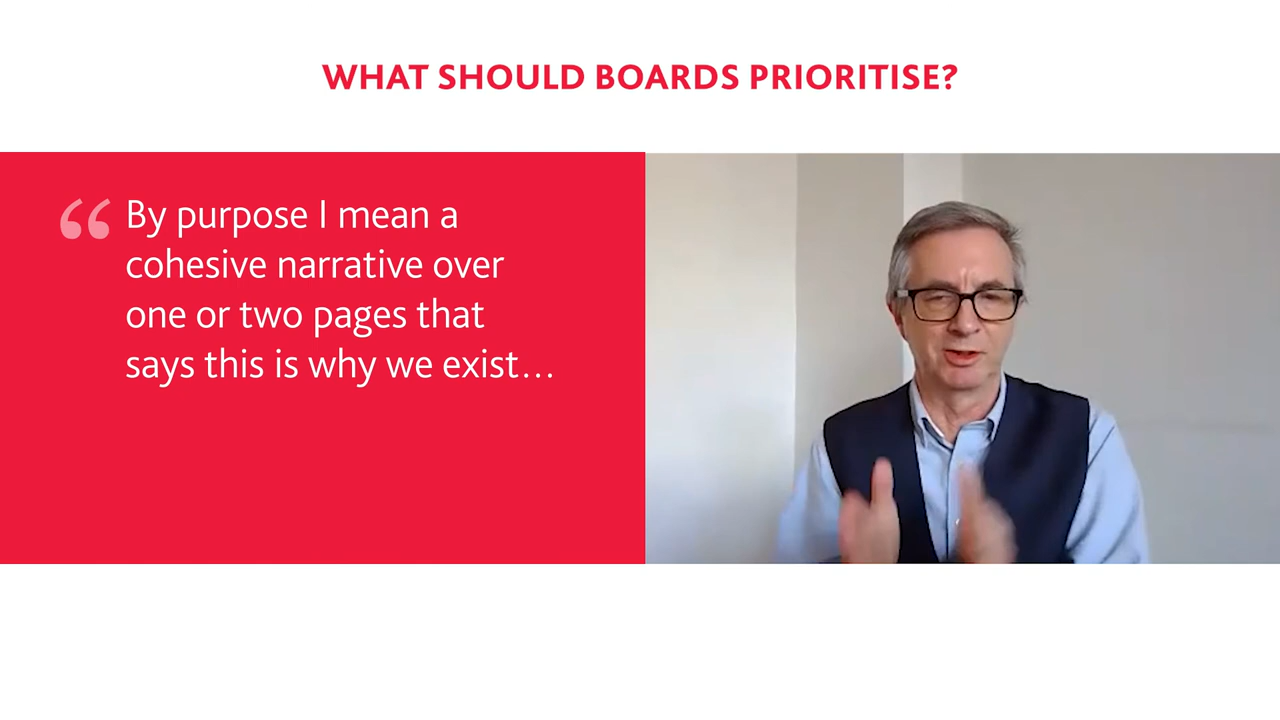 WHAT SHOULD BOARDS PRIORITISE?
“ By purpose I mean a
cohesive narrative over
one or two pages that
says this is why we exist…